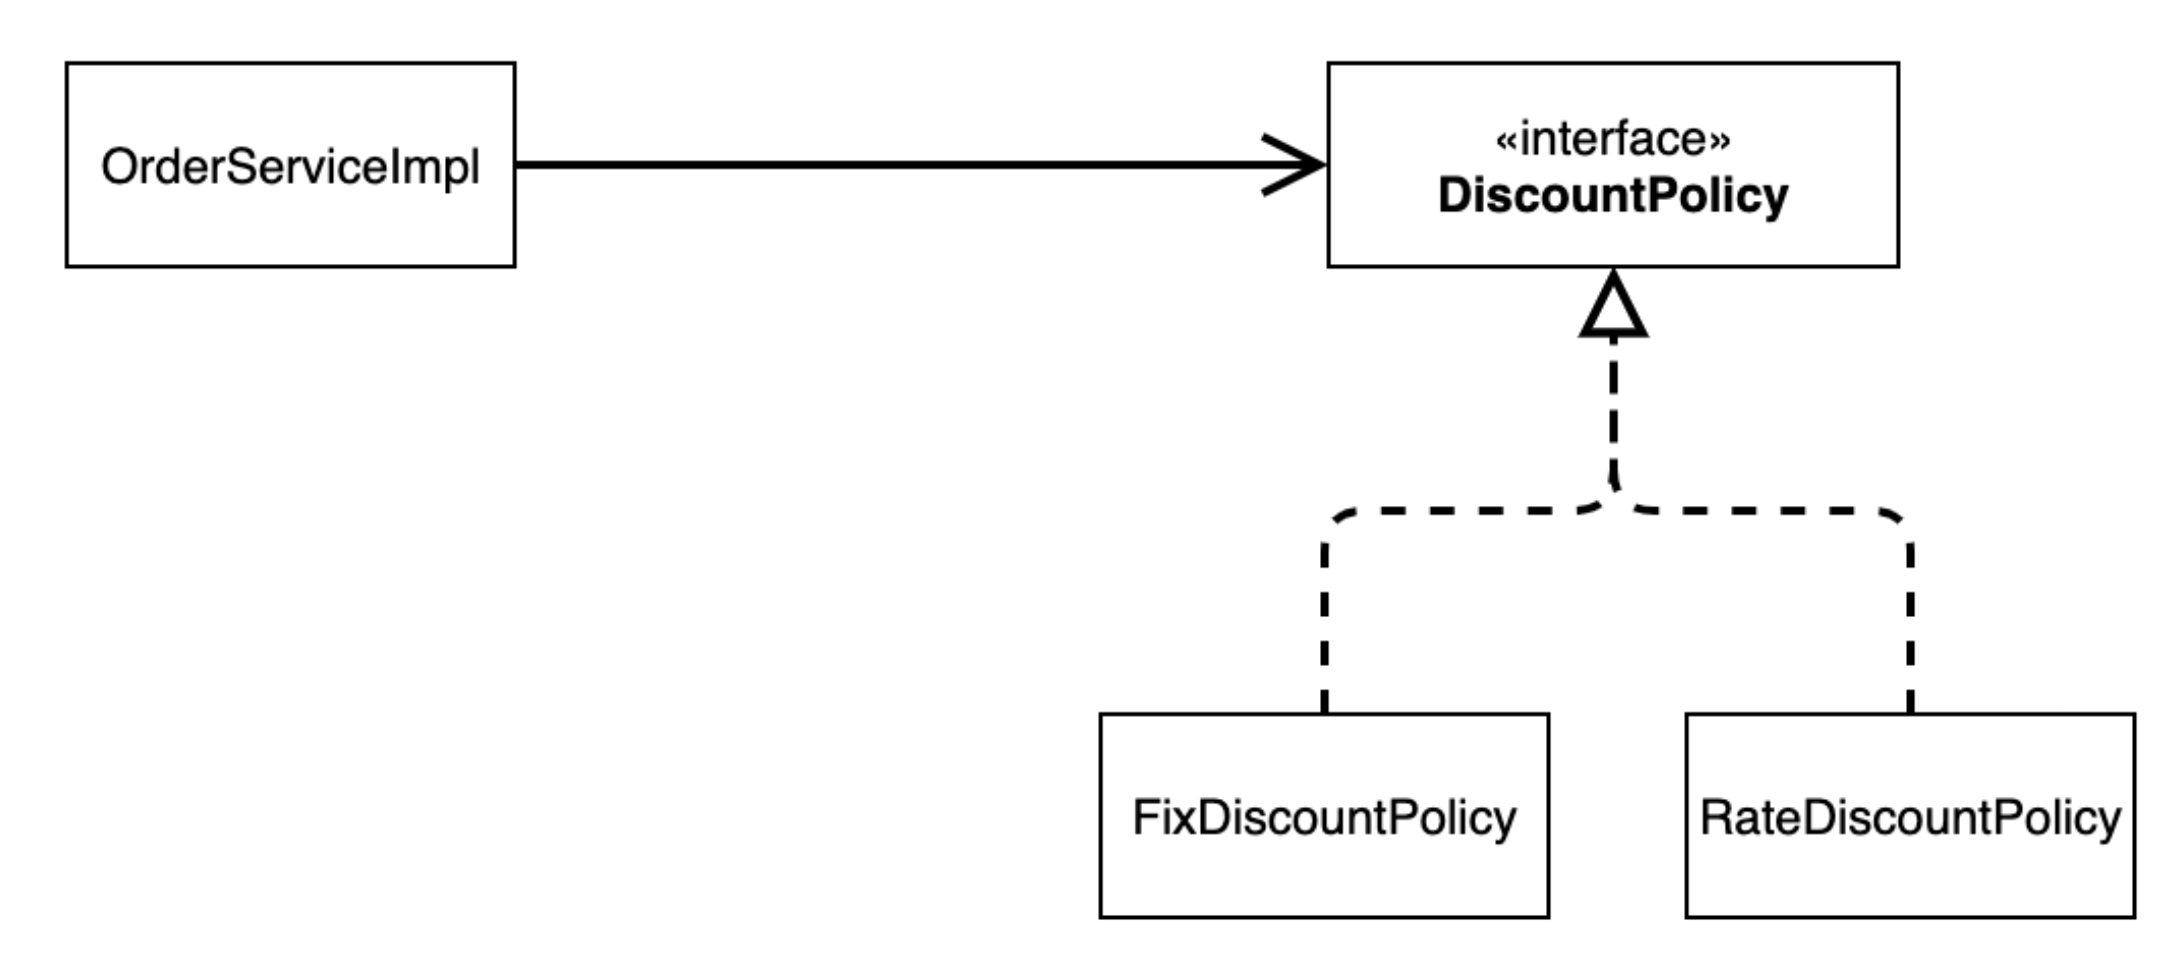 OrderServiceImpl
«interface»
DiscountPolicy
FixDiscountPolicy
RateDiscountPolicy